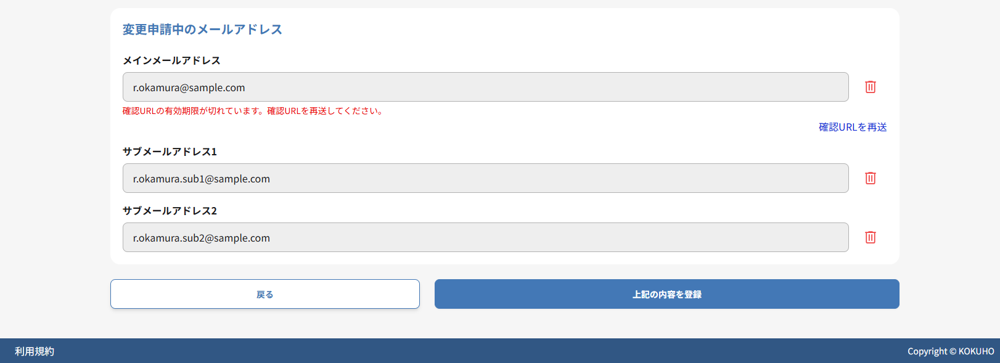 変更申請中のメールアドレス
メインメールアドレス
r.okamura@sample.com
確認URLの有効期限が切れています。確認URLを再送してください。
確認URLを再送
サブメールアドレス1
r.okamura.sub1@sample.com
サブメールアドレス2
r.okamura.sub2@sample.com
戻る
上記の内容を登録
利用規約
Copyright © KOKUHO